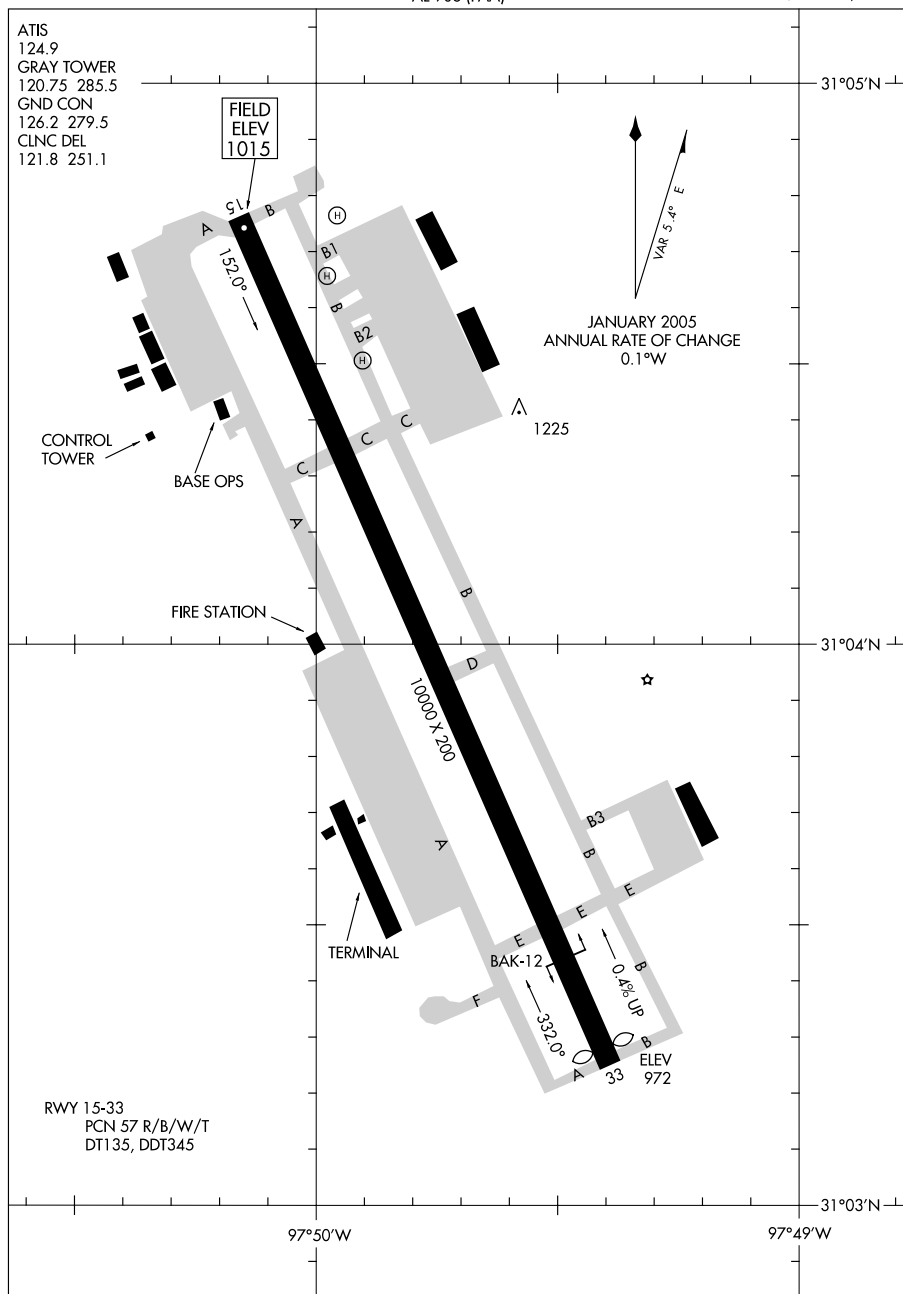 ATIS
124.9
GRAY TOWER
120.75 285.5
GND CON
126.2 279.5
CLNC DEL
121.8 251.1
FIELD
ELEV
1015
31°05'N
VAR 5.4° E
JANUARY 2005
ANNUAL RATE OF CHANGE
0.1°W
15
A
B
H
B1
H
152.0°
B
B2
H
1225
C
C
C
CONTROL
TOWER
BASE OPS
A
B
FIRE STATION
31°04'N
D
10000 X 200
B3
A
B
E
E
E
TERMINAL
BAK-12
B
0.4% UP
F
332.0°
B
A
33
ELEV
972
RWY 15-33
PCN 57 R/B/W/T
DT135, DDT345
31°03'N
97°50'W
97°49'W